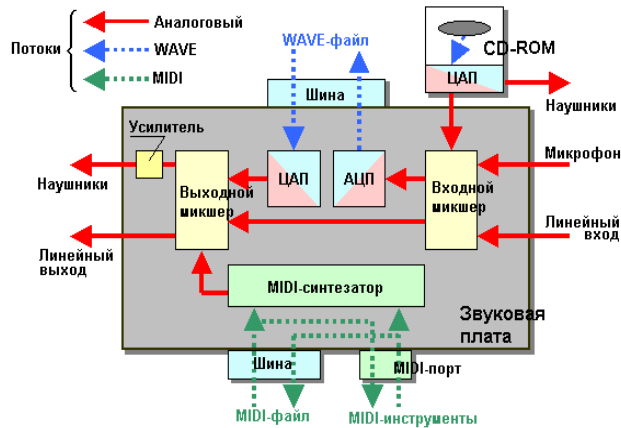 Потоки
Аналоговый
WAVE
MIDI
WAVE-файл
CD-ROM
ЦАП
Наушники
Шина
Усилитель
Микрофон
Наушники
Выходной
микшер
ЦАП
АЦП
Входной
микшер
Линейный
вход
Линейный
выход
MIDI-синтезатор
Звуковая
плата
Шина
MIDI-порт
MIDI-файл
MIDI-инструменты